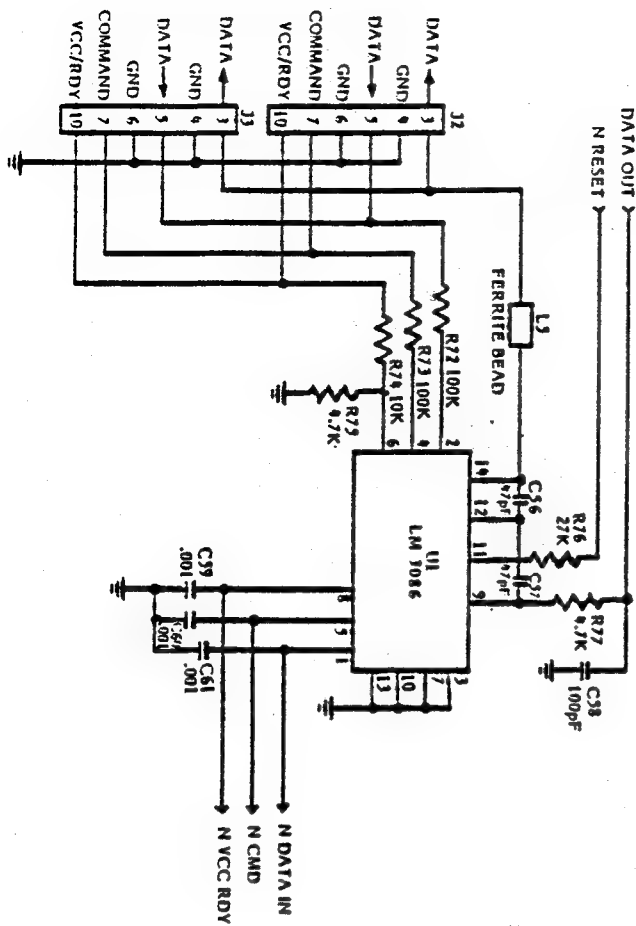 DATA OUT
N RESET
J2
DATA
3
GND
4
DATA
5
GND
6
COMMAND
7
VCC/RDY
10
J3
DATA
3
GND
4
DATA
5
GND
6
COMMAND
7
VCC/RDY
10
L5
FERRITE BEAD
R72 100K
R73 100K
R74 10K
R75
4.7K
2
4
6
U1
LM 3086
14
12
11
9
C56
47pF
C57
47pF
R76
27K
R77
4.7K
C58
100pF
3
7
10
13
8
5
1
C59
.001
.001
C61
.001
N DATA IN
N CMD
N VCC RDY